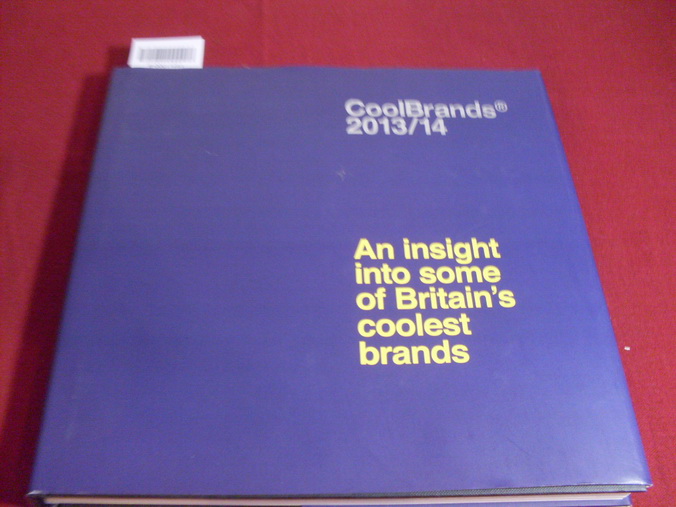 CoolBrands®
2013/14
An insight
into some
of Britain's
coolest
brands